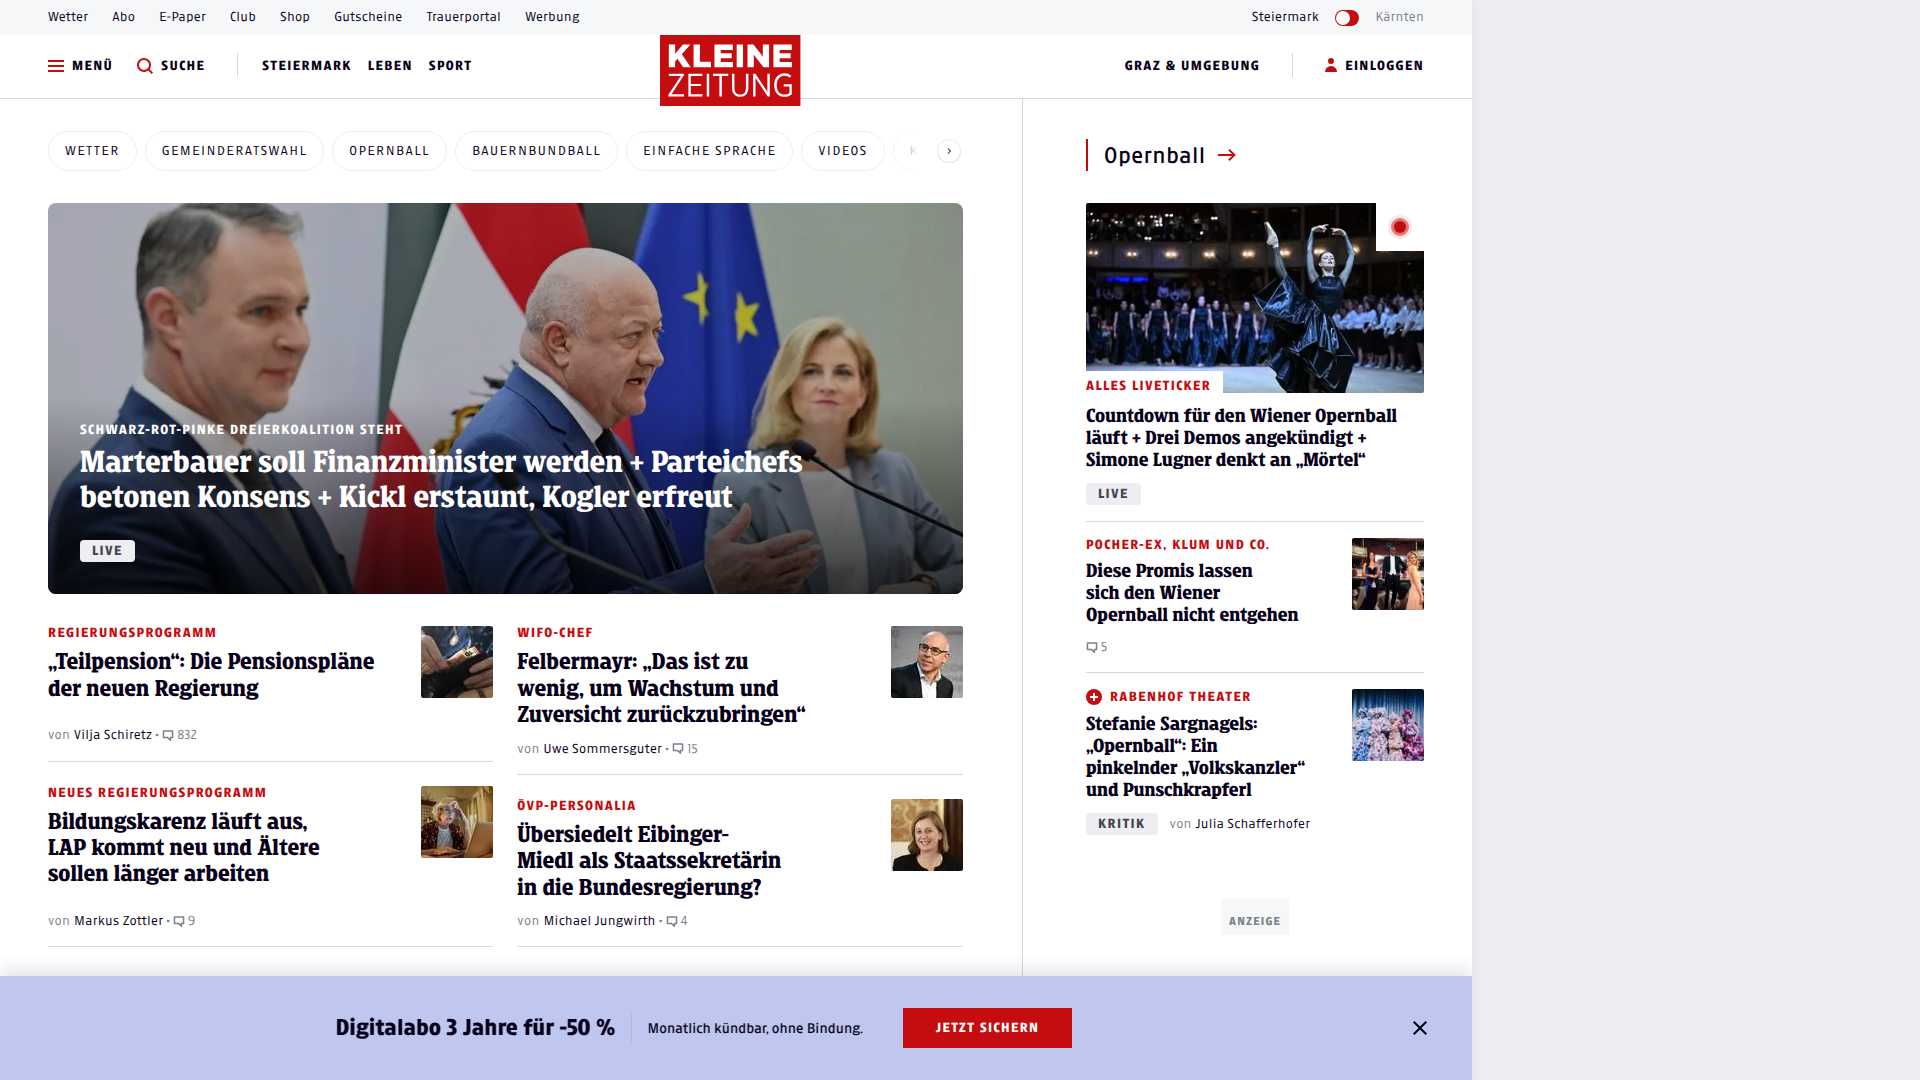 Wetter Abo E-Paper Club Shop Gutscheine Trauerportal Werbung Steiermark Kärnten
MENÜ SUCHE STEIERMARK LEBEN SPORT KLEINE ZEITUNG GRAZ & UMGEBUNG EINLOGGEN
WETTER GEMEINDERATSWAHL OPERNBALL BAUERNBUNDBALL EINFACHE SPRACHE VIDEOS K
SCHWARZ-ROT-PINKE DREIERKOALITION STEHT
Marterbauer soll Finanzminister werden + Parteichefs
betonen Konsens + Kickl erstaunt, Kogler erfreut
LIVE
REGIERUNGSPROGRAMM
„Teilpension“: Die Pensionspläne
der neuen Regierung
von Vilja Schiretz • 832
WIFO-CHEF
Felbermayr: „Das ist zu
wenig, um Wachstum und
Zuversicht zurückzubringen“
von Uwe Sommersguter • 15
NEUES REGIERUNGSPROGRAMM
Bildungskarenz läuft aus,
LAP kommt neu und Ältere
sollen länger arbeiten
von Markus Zottler • 9
ÖVP-PERSONALIA
Übersiedelt Eibinger-
Miedl als Staatssekretärin
in die Bundesregierung?
von Michael Jungwirth • 4
Opernball →
ALLES LIVETICKER
Countdown für den Wiener Opernball
läuft + Drei Demos angekündigt +
Simone Lugner denkt an „Mörtel“
LIVE
POCHER-EX, KLUM UND CO.
Diese Promis lassen
sich den Wiener
Opernball nicht entgehen
5
RABENHOF THEATER
Stefanie Sargnagels:
„Opernball“: Ein
pinkelnder „Volkskanzler“
und Punschkrapferl
KRITIK von Julia Schafferhofer
ANZEIGE
Digitalabo 3 Jahre für -50 % Monatlich kündbar, ohne Bindung. JETZT SICHERN